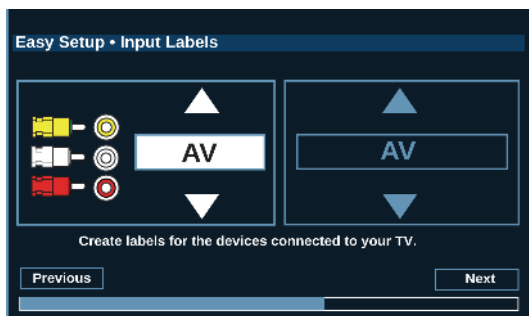 Easy Setup • Input Labels
AV
AV
Create labels for the devices connected to your TV.
Previous
Next